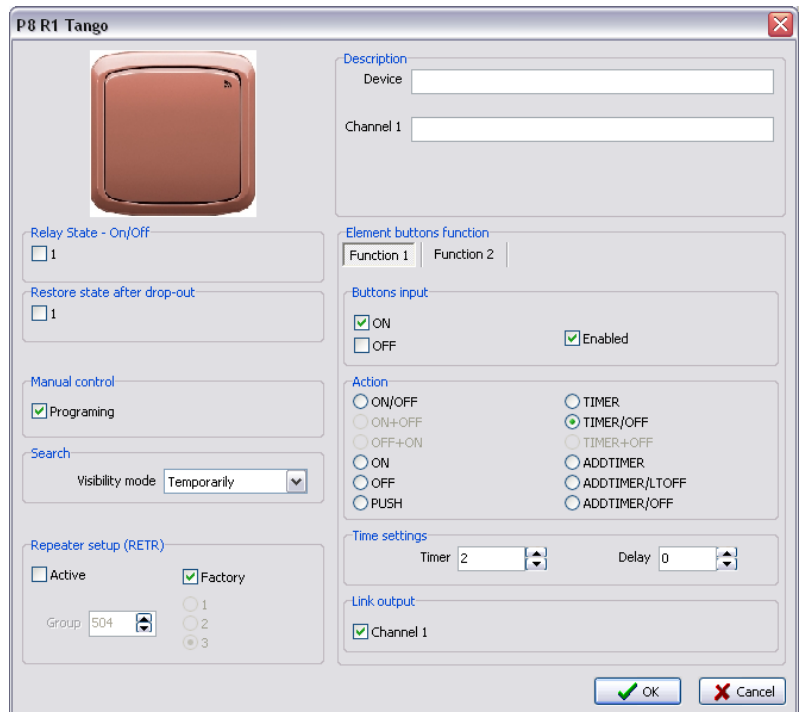 P8 R1 Tango
Description
Device
Channel 1
Relay State - On/Off
1
Restore state after drop-out
1
Manual control
Programing
Search
Visibility mode Temporarily
Repeater setup (RETR)
Active Factory
Group 504
1
2
3
Element buttons function
Function 1 Function 2
Buttons input
ON
OFF
Enabled
Action
ON/OFF TIMER
ON+OFF TIMER/OFF
OFF+ON TIMER+OFF
ON ADDTIMER
OFF ADDTIMER/LTOFF
PUSH ADDTIMER/OFF
Time settings
Timer 2 Delay 0
Link output
Channel 1
OK Cancel